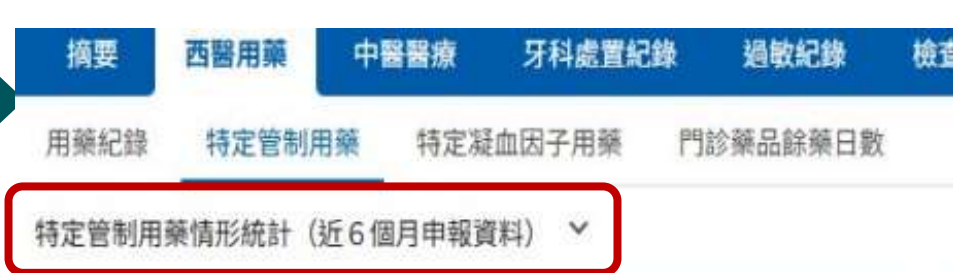 摘要 西醫用藥 中醫醫療 牙科處置紀錄 過敏紀錄 檢查
用藥紀錄 特定管制用藥 特定凝血因子用藥 門診藥品餘藥日數
特定管制用藥情形統計（近6個月申報資料）